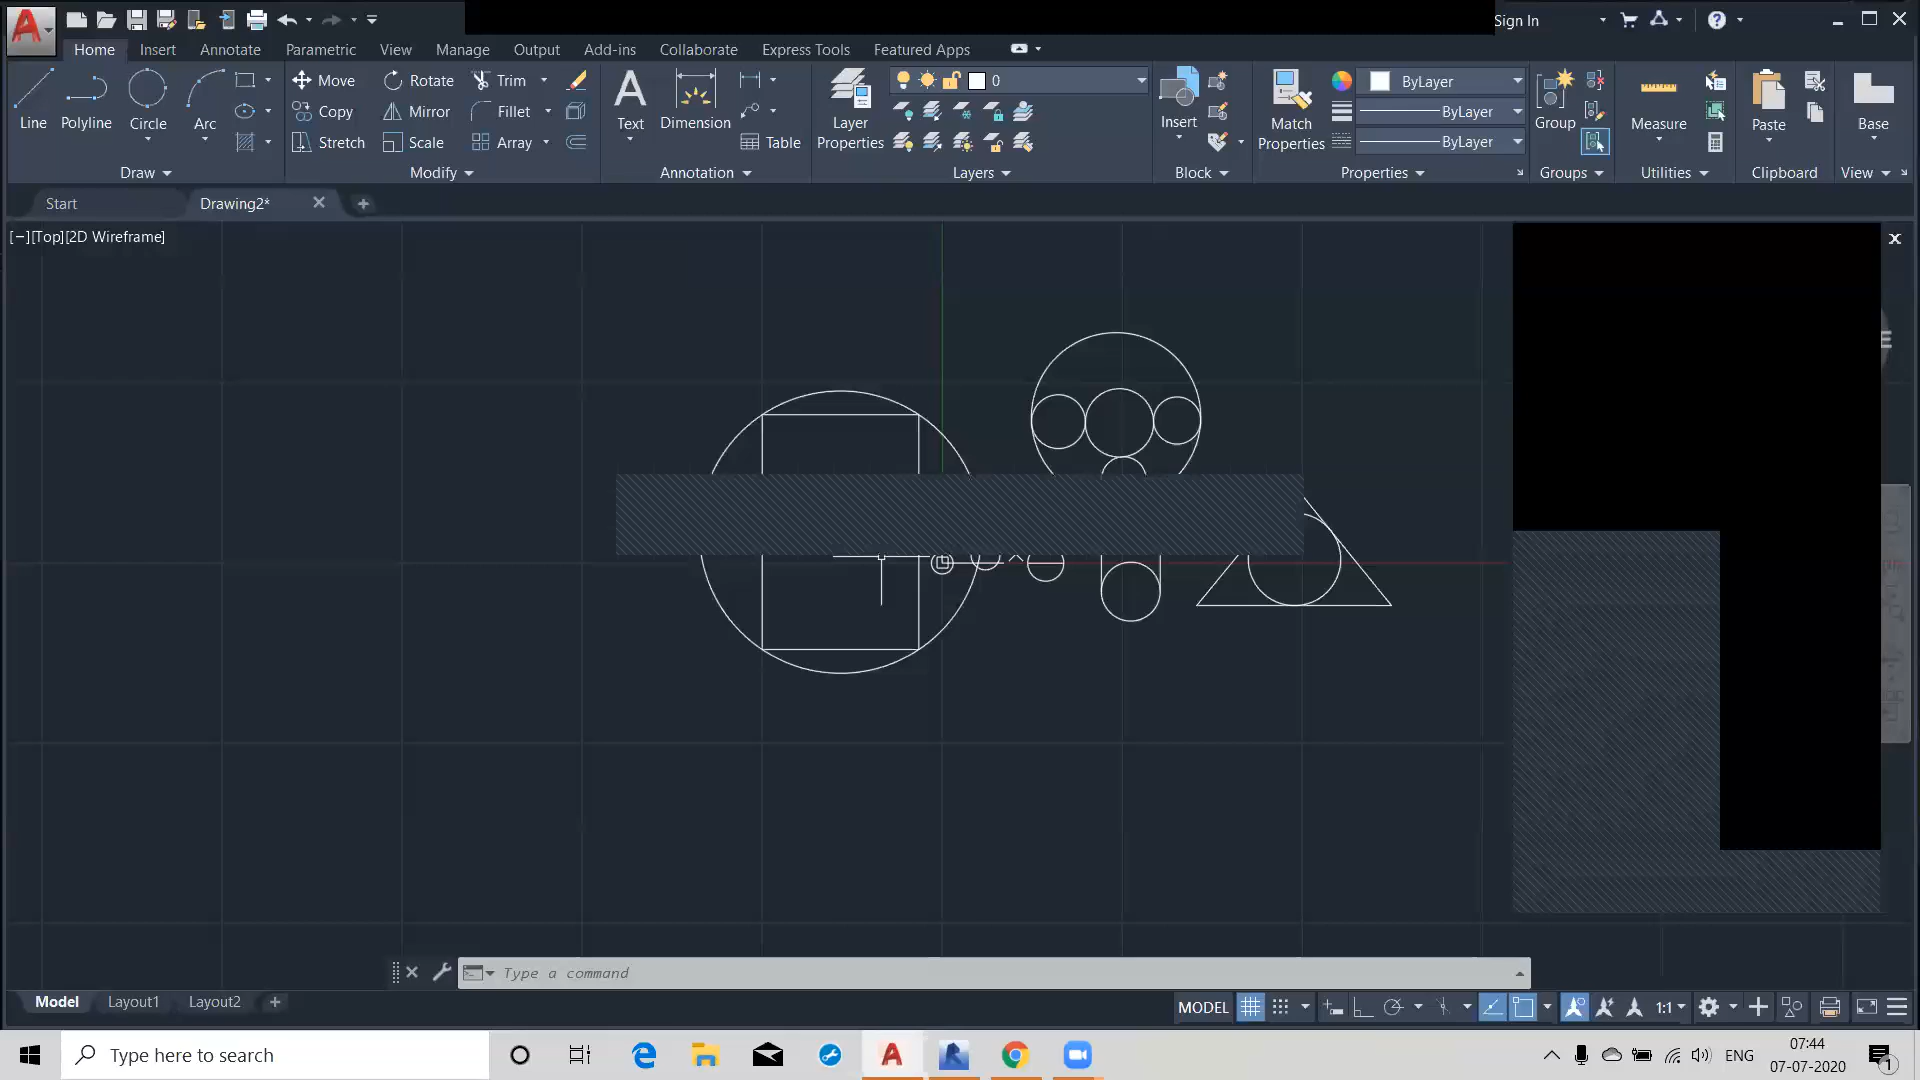 Sign In
Home Insert Annotate Parametric View Manage Output Add-ins Collaborate Express Tools Featured Apps
Line Polyline Circle Arc
Move Rotate Trim
Copy Mirror Fillet
Stretch Scale Array
Text Dimension Table
Layer Properties
0
Insert
Match Properties
ByLayer
ByLayer
ByLayer
Group Measure Paste Base
Draw Modify Annotation Layers Block Properties Groups Utilities Clipboard View
Start Drawing2*
[−][Top][2D Wireframe]
Type a command
Model Layout1 Layout2
MODEL 1:1
Type here to search
ENG
07:44
07-07-2020
1